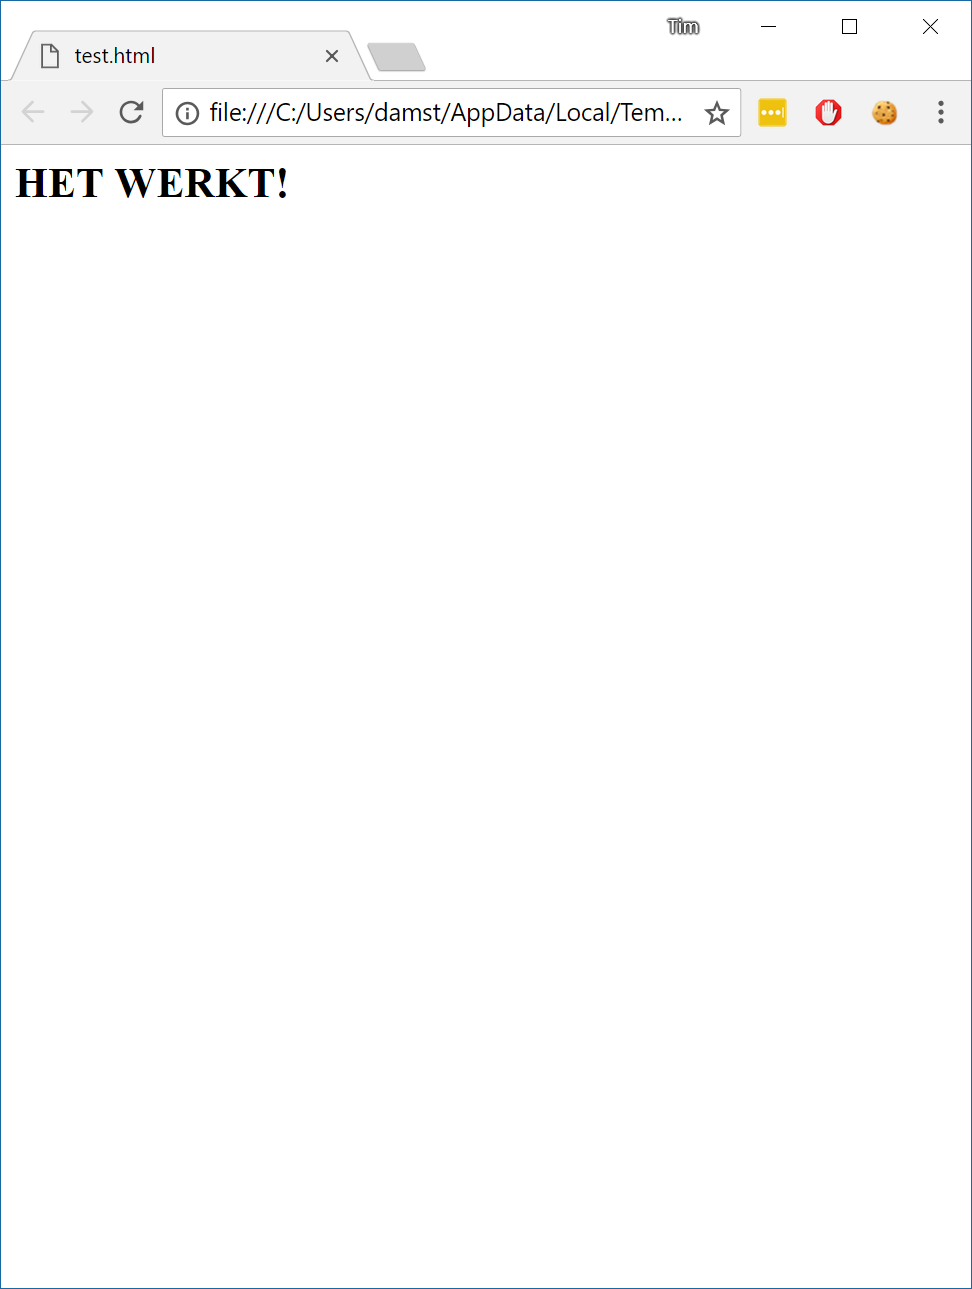 Tim
test.html
file:///C:/Users/damst/AppData/Local/Tem...
HET WERKT!